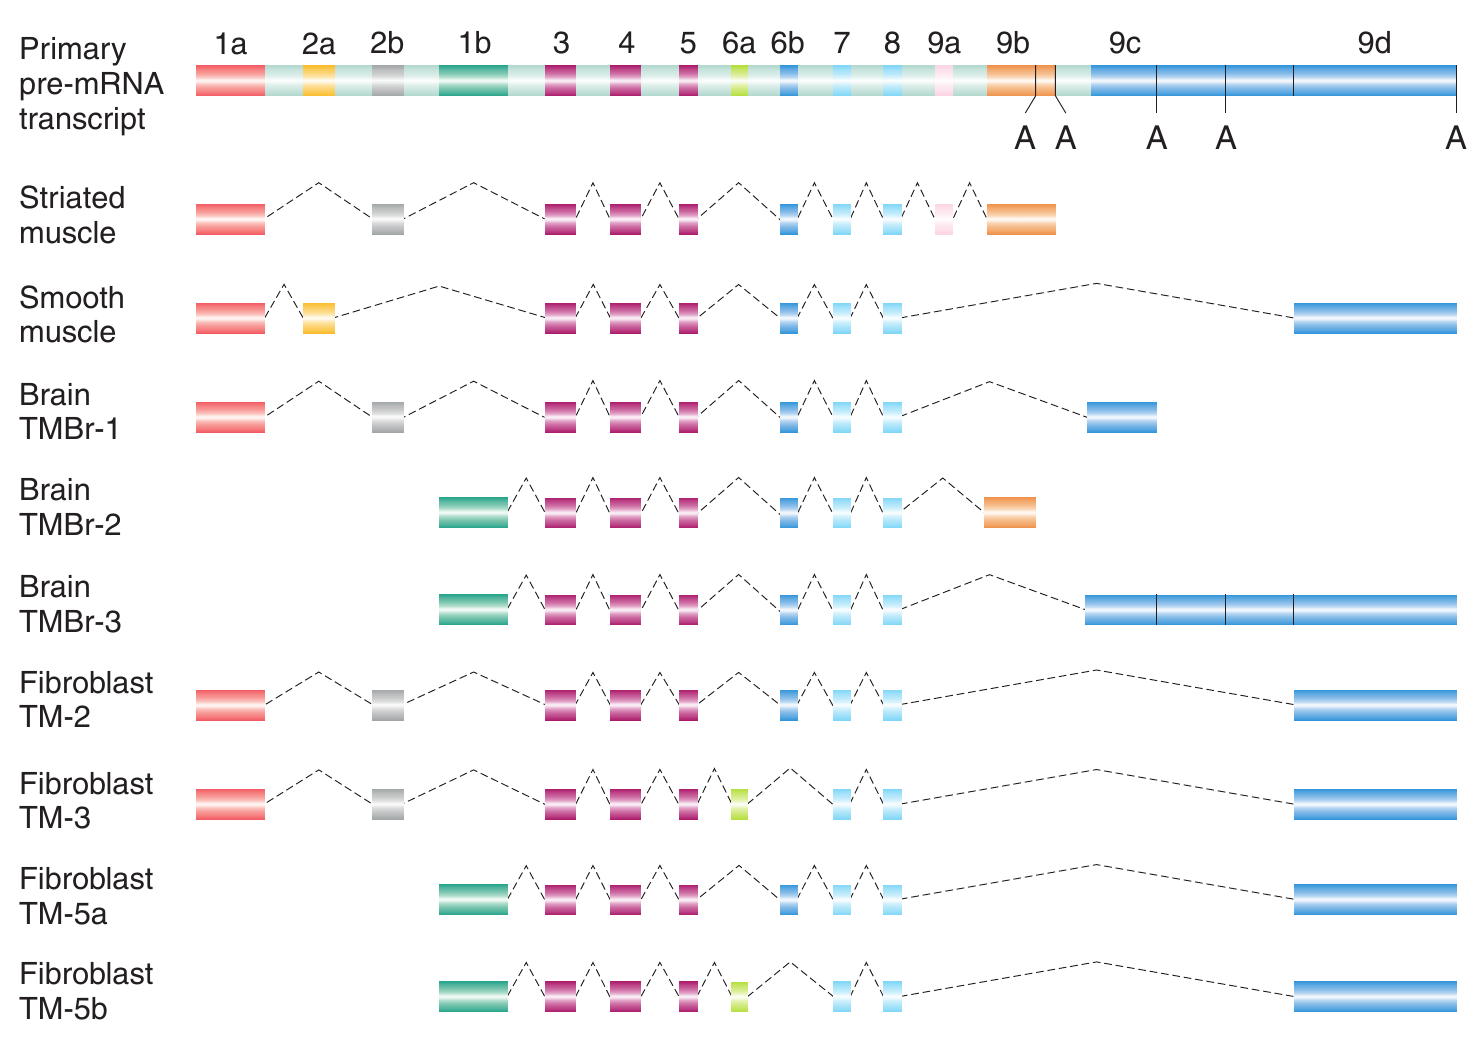 Primary
pre-mRNA
transcript
1a 2a 2b 1b 3 4 5 6a 6b 7 8 9a 9b 9c 9d
A A A A A
Striated
muscle
Smooth
muscle
Brain
TMBr-1
Brain
TMBr-2
Brain
TMBr-3
Fibroblast
TM-2
Fibroblast
TM-3
Fibroblast
TM-5a
Fibroblast
TM-5b